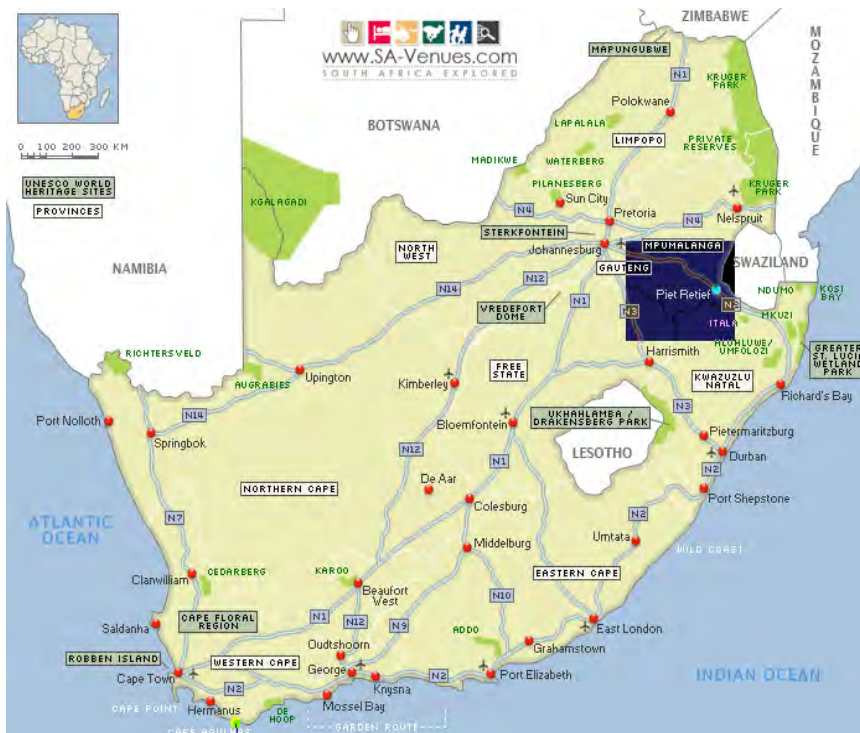 ZIMBABWE
MAPUNGUBWE
www.SA-Venues.com
SOUTH AFRICA EXPLORED
MOZAMBIQUE
N1
KRUGER
PARK
Polokwane
BOTSWANA
LAPALALA
LIMPOPO
PRIVATE
RESERVES
0 100 200 300 KM
MADIKWE
WATERBERG
UNESCO WORLD
HERITAGE SITES
PROVINCES
KGALAGADI
PILANESBERG
Sun City
KRUGER
PARK
N4
Pretoria
N4
Nelspruit
STERKFONTEIN
Johannesburg
MPUMALANGA
NORTH
WEST
GAUTENG
SWAZILAND
NAMIBIA
N14
N12
N1
Piet Retief
NDUMO
KOSI
BAY
VREDEFORT
DOME
N3
N2
ITALA
MKUZI
HLUHLUWE/
UMFOLOZI
GREATER
ST. LUCIA
WETLAND
PARK
RICHTERSVELD
Harrismith
AUGRABIES
Upington
Kimberley
FREE
STATE
KWAZUZLU
NATAL
Richard's Bay
Port Nolloth
N14
Springbok
Bloemfontein
UKHAHLAMBA /
DRAKENSBERG PARK
N3
Pietermaritzburg
LESOTHO
Durban
N12
N1
N2
De Aar
NORTHERN CAPE
Colesburg
Port Shepstone
N7
N2
ATLANTIC
OCEAN
Middelburg
Umtata
WILD COAST
Clanwilliam
CEDARBERG
KAROO
Beaufort
West
EASTERN CAPE
N10
Saldanha
CAPE FLORAL
REGION
N1
N12
N9
East London
ADDO
Grahamstown
Oudtshoorn
ROBBEN ISLAND
WESTERN CAPE
George
Cape Town
N2
Knysna
N2
Port Elizabeth
INDIAN OCEAN
CAPE POINT
Hermanus
DE
HOOP
Mossel Bay
GARDEN ROUTE
CAPE AGULHAS